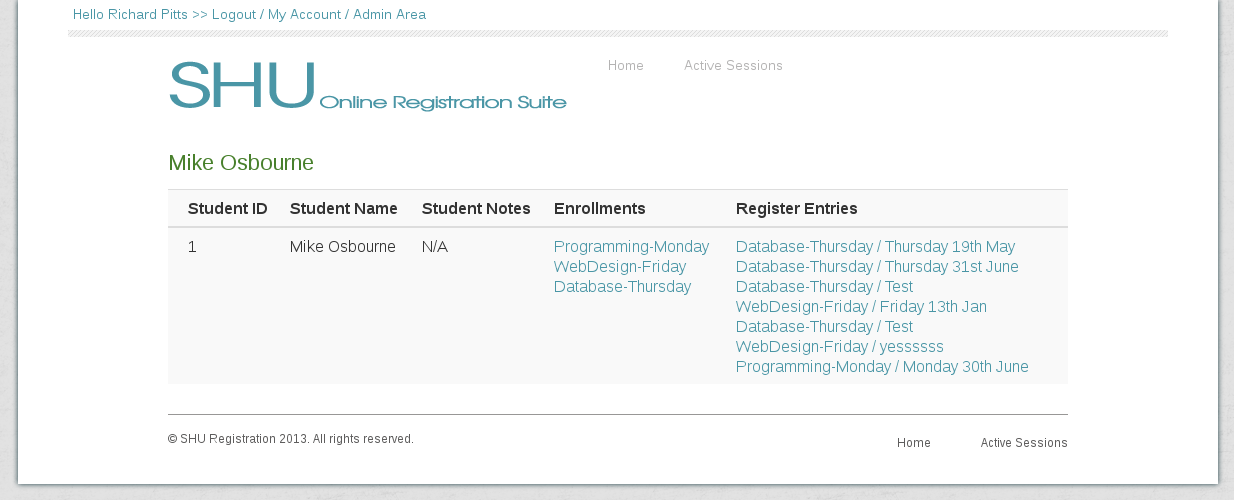 Hello Richard Pitts >> Logout / My Account / Admin Area
SHU Online Registration Suite
Home Active Sessions
Mike Osbourne
Student ID Student Name Student Notes Enrollments Register Entries
1 Mike Osbourne N/A Programming-Monday Database-Thursday / Thursday 19th May
WebDesign-Friday Database-Thursday / Thursday 31st June
Database-Thursday Database-Thursday / Test
WebDesign-Friday / Friday 13th Jan
Database-Thursday / Test
WebDesign-Friday / yessssss
Programming-Monday / Monday 30th June
© SHU Registration 2013. All rights reserved.
Home Active Sessions